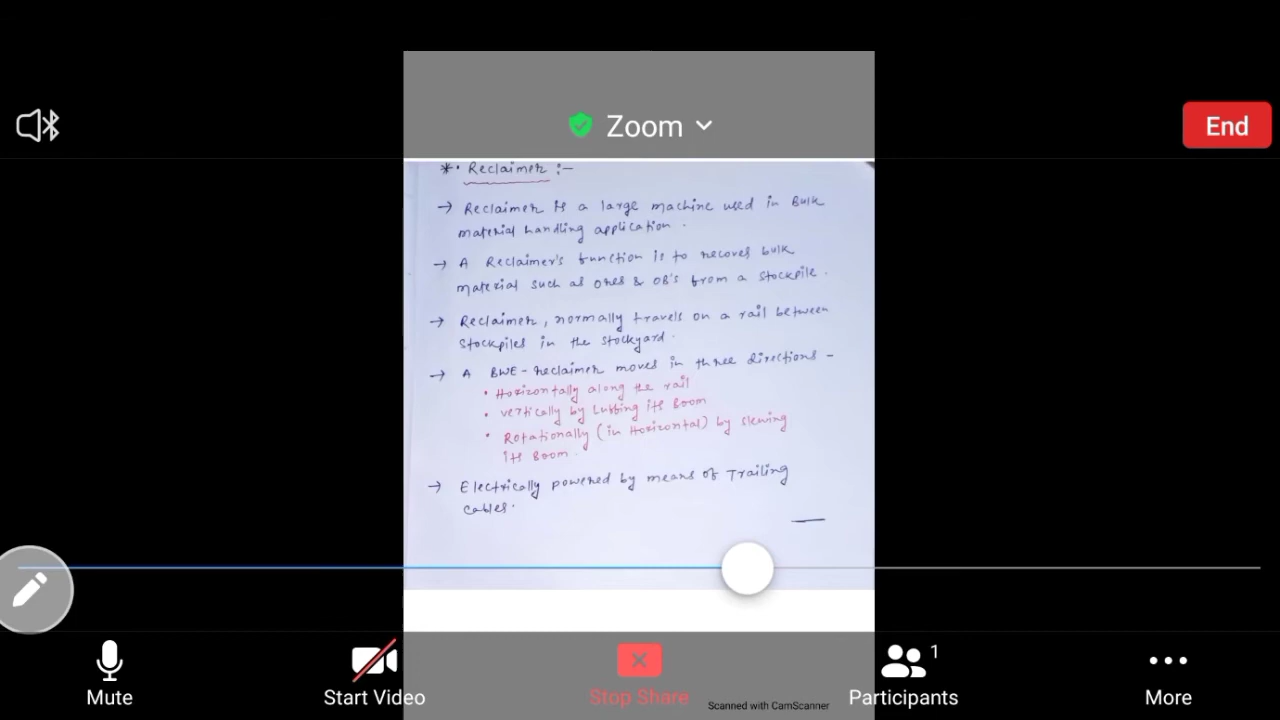 Zoom
End
*• Reclaimer :-
→ Reclaimer is a large machine used in Bulk
material handling application.
→ A Reclaimer's function is to recover bulk
material such as ores & OB's from a stockpile.
→ Reclaimer, normally travels on a rail between
stockpiles in the stockyard.
→ A BWE-reclaimer moves in three directions -
• Horizontally along the rail
• vertically by Luffing its Boom
• Rotationally (in Horizontal) by slewing
its Boom.
→ Electrically powered by means of Trailing
cables.
Mute
Start Video
Stop Share
Participants
1
More
Scanned with CamScanner